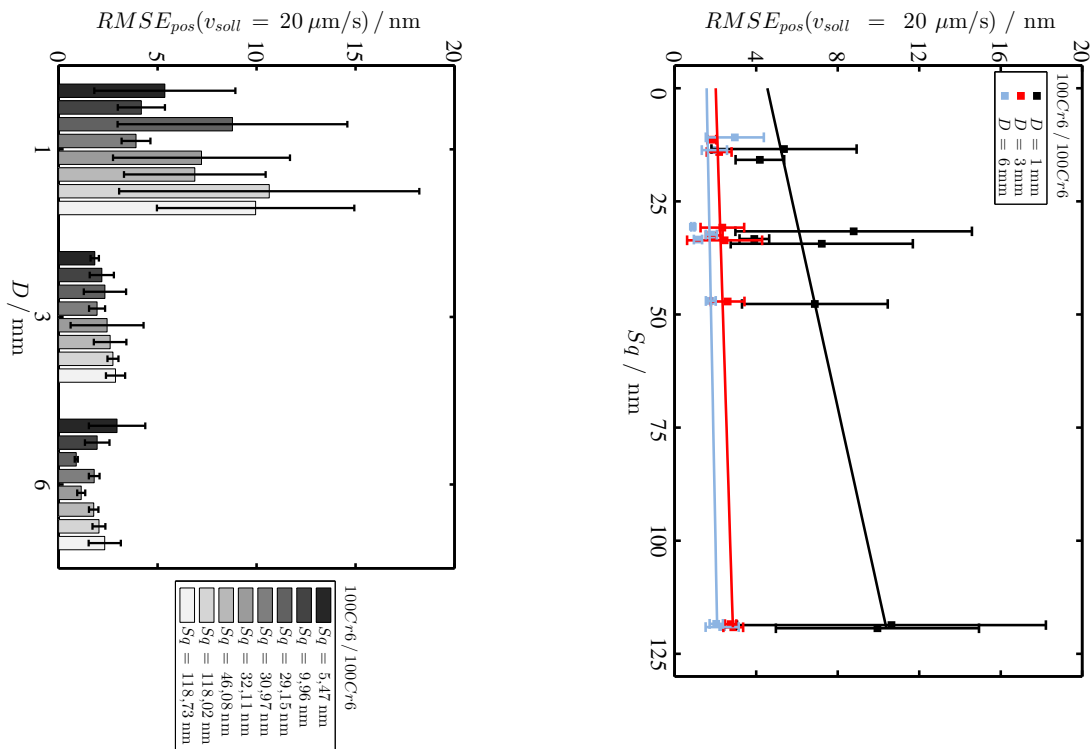 RMSE_pos(v_soll = 20 μm/s) / nm
0 5 10 15 20
1
3
6
D / mm
100Cr6 / 100Cr6
Sq = 5,47 nm
Sq = 9,96 nm
Sq = 29,15 nm
Sq = 30,97 nm
Sq = 32,11 nm
Sq = 46,08 nm
Sq = 118,02 nm
Sq = 118,73 nm
RMSE_pos(v_soll = 20 μm/s) / nm
0 4 8 12 16 20
100Cr6 / 100Cr6
D = 1 mm
D = 3 mm
D = 6 mm
0
25
50
75
100
125
Sq / nm